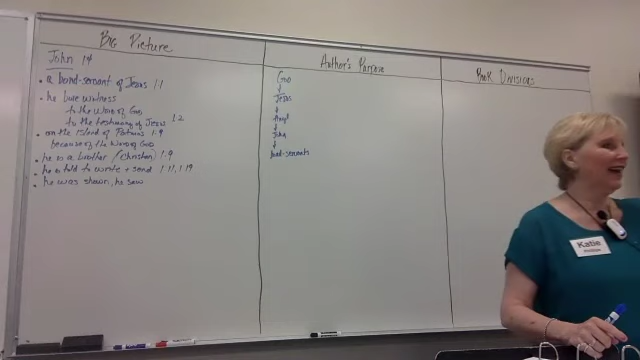 Big Picture
John 1:4
• a bond-servant of Jesus 1:1
• he bore witness
to the Word of God
to the testimony of Jesus 1:2
• on the island of Patmos 1:9
because of the Word of God
• he is a brother (Christian) 1:9
• he is told to write + send 1:11, 1:19
• he was shown, he saw
Author's Purpose
God
Jesus
Angel
John
bond-servants
Book Divisions
Katie